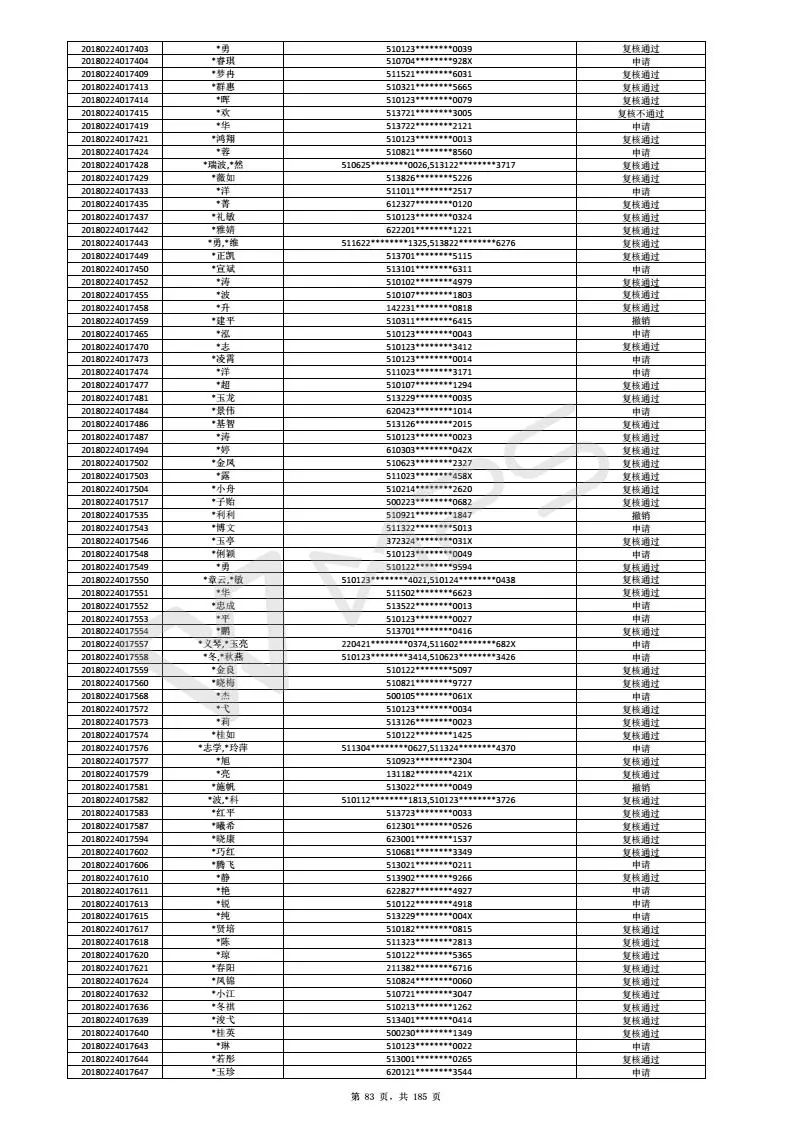 20180224017403 *勇 510123********0039 复核通过
20180224017404 *睿琪 510704********928X 申请
20180224017409 *梦冉 511521********6031 复核通过
20180224017413 *群惠 510321********5665 复核通过
20180224017414 *晖 510123********0079 复核通过
20180224017415 *欢 513721********3005 复核不通过
20180224017419 *华 513722********2121 申请
20180224017421 *鸿翔 510123********0013 复核通过
20180224017424 *蓉 510821********8560 申请
20180224017428 *瑞波,*然 510625********0026,513122********3717 复核通过
20180224017429 *薇如 513826********5226 复核通过
20180224017433 *洋 511011********2517 申请
20180224017435 *菁 612327********0120 复核通过
20180224017437 *礼敏 510123********0324 复核通过
20180224017442 *雅婧 622201********1221 复核通过
20180224017443 *勇,*维 511622********1325,513822********6276 复核通过
20180224017449 *正凯 513701********5115 复核通过
20180224017450 *宣斌 513101********6311 申请
20180224017452 *涛 510102********4979 复核通过
20180224017455 *波 510107********1803 复核通过
20180224017458 *升 142231********0818 复核通过
20180224017459 *建平 510311********6415 撤销
20180224017465 *泓 510123********0043 申请
20180224017470 *志 510123********3412 复核通过
20180224017473 *凌霄 510123********0014 申请
20180224017474 *洋 511023********3171 申请
20180224017477 *超 510107********1294 复核通过
20180224017481 *玉龙 513229********0035 复核通过
20180224017484 *景伟 620423********1014 申请
20180224017486 *基智 513126********2015 复核通过
20180224017487 *涛 510123********0023 复核通过
20180224017494 *婷 610303********042X 复核通过
20180224017502 *金凤 510623********2327 复核通过
20180224017503 *露 511023********458X 复核通过
20180224017504 *小舟 510214********2620 复核通过
20180224017517 *子贻 500223********0682 复核通过
20180224017535 *利利 510921********1847 撤销
20180224017543 *博文 511322********5013 申请
20180224017546 *玉亭 372324********031X 复核通过
20180224017548 *俐颖 510123********0049 申请
20180224017549 *勇 510122********9594 复核通过
20180224017550 *章云,*敏 510123********4021,510124********0438 复核通过
20180224017551 *华 511502********6623 复核通过
20180224017552 *忠成 513522********0013 申请
20180224017553 *平 510123********0027 申请
20180224017554 *鹏 513701********0416 复核通过
20180224017557 *义琴,*玉亮 220421********0374,511602********682X 申请
20180224017558 *冬,*秋燕 510123********3414,510623********3426 申请
20180224017559 *金良 510122********5097 复核通过
20180224017560 *晓梅 510821********9727 复核通过
20180224017568 *杰 500105********061X 申请
20180224017572 *弋 510123********0034 复核通过
20180224017573 *莉 513126********0023 复核通过
20180224017574 *桂如 510122********1425 复核通过
20180224017576 *志学,*玲萍 511304********0627,511324********4370 申请
20180224017577 *旭 510923********2304 复核通过
20180224017579 *亮 131182********421X 复核通过
20180224017581 *施帆 513022********0049 撤销
20180224017582 *波,*科 510112********1813,510123********3726 复核通过
20180224017583 *红平 513723********0033 复核通过
20180224017587 *曦希 612301********0526 复核通过
20180224017594 *晓康 623001********1537 复核通过
20180224017602 *巧红 510681********3349 复核通过
20180224017606 *腾飞 513021********0211 申请
20180224017610 *静 513902********9266 复核通过
20180224017611 *艳 622827********4927 申请
20180224017613 *锐 510122********4918 申请
20180224017615 *纯 513229********004X 申请
20180224017617 *贤培 510182********0815 复核通过
20180224017618 *陈 511323********2813 复核通过
20180224017620 *琼 510122********5365 复核通过
20180224017621 *春阳 211382********6716 复核通过
20180224017624 *凤锦 510824********0060 复核通过
20180224017632 *小江 510721********3047 复核通过
20180224017636 *冬祺 510213********1262 复核通过
20180224017639 *浚弋 513401********0414 复核通过
20180224017640 *桂英 500230********1349 复核通过
20180224017643 *琳 510123********0022 申请
20180224017644 *若彤 513001********0265 复核通过
20180224017647 *玉珍 620121********3544 申请
第 83 页，共 185 页